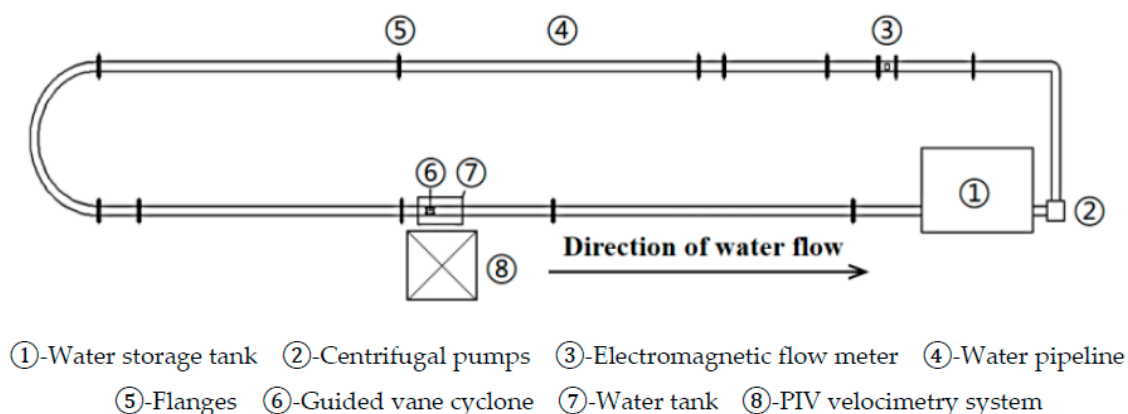 ⑤ ④ ③
⑥ ⑦ ①
②
Direction of water flow
⑧
①-Water storage tank ②-Centrifugal pumps ③-Electromagnetic flow meter ④-Water pipeline
⑤-Flanges ⑥-Guided vane cyclone ⑦-Water tank ⑧-PIV velocimetry system